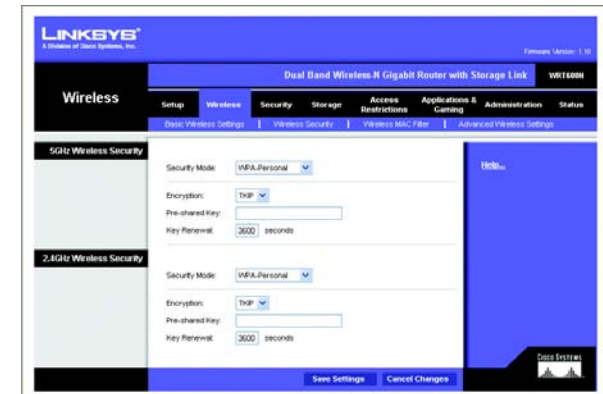 LINKSYS®
A Division of Cisco Systems, Inc.
Firmware Version: 1.10
Dual Band Wireless-N Gigabit Router with Storage Link WRT600N
Wireless
Setup Wireless Security Storage Access Restrictions Applications & Gaming Administration Status
Basic Wireless Settings | Wireless Security | Wireless MAC Filter | Advanced Wireless Settings
5GHz Wireless Security
Help...
Security Mode: WPA-Personal
Encryption: TKIP
Pre-shared Key:
Key Renewal: 3600 seconds
2.4GHz Wireless Security
Security Mode: WPA-Personal
Encryption: TKIP
Pre-shared Key:
Key Renewal: 3600 seconds
Save Settings Cancel Changes
CISCO SYSTEMS